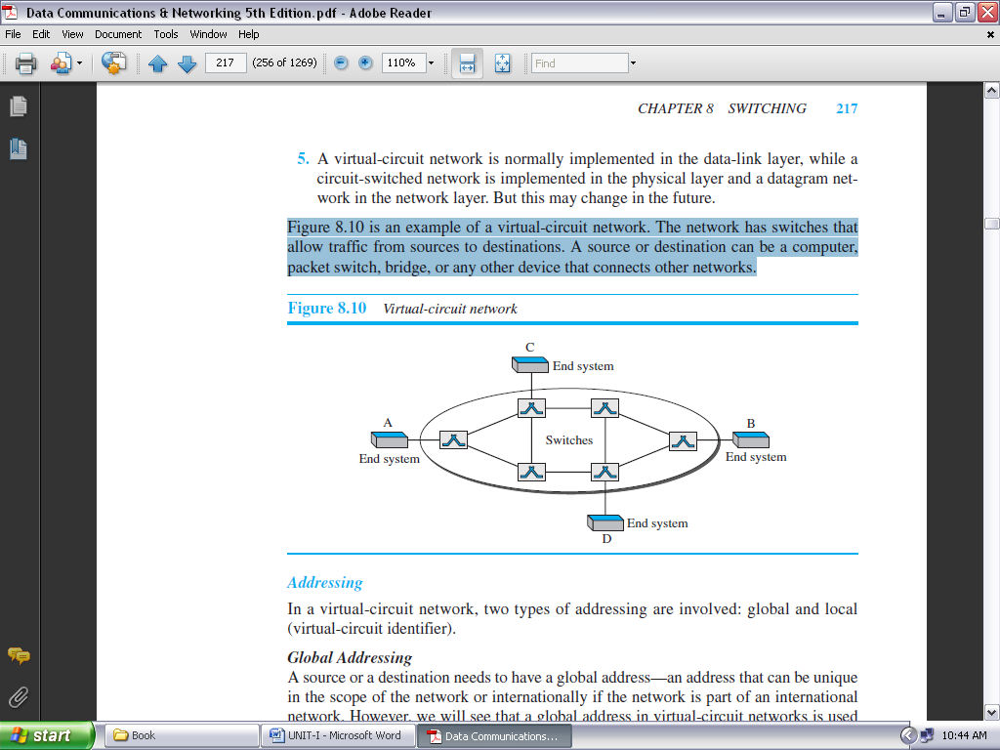 Data Communications & Networking 5th Edition.pdf - Adobe Reader
File Edit View Document Tools Window Help
217 (256 of 1269) 110% Find
CHAPTER 8 SWITCHING 217
5. A virtual-circuit network is normally implemented in the data-link layer, while a
circuit-switched network is implemented in the physical layer and a datagram net-
work in the network layer. But this may change in the future.
Figure 8.10 is an example of a virtual-circuit network. The network has switches that
allow traffic from sources to destinations. A source or destination can be a computer,
packet switch, bridge, or any other device that connects other networks.
Figure 8.10 Virtual-circuit network
C
End system
A
End system
Switches
B
End system
End system
D
Addressing
In a virtual-circuit network, two types of addressing are involved: global and local
(virtual-circuit identifier).
Global Addressing
A source or a destination needs to have a global address—an address that can be unique
in the scope of the network or internationally if the network is part of an international
network. However, we will see that a global address in virtual-circuit networks is used
start Book UNIT-I - Microsoft Word Data Communications... 10:44 AM